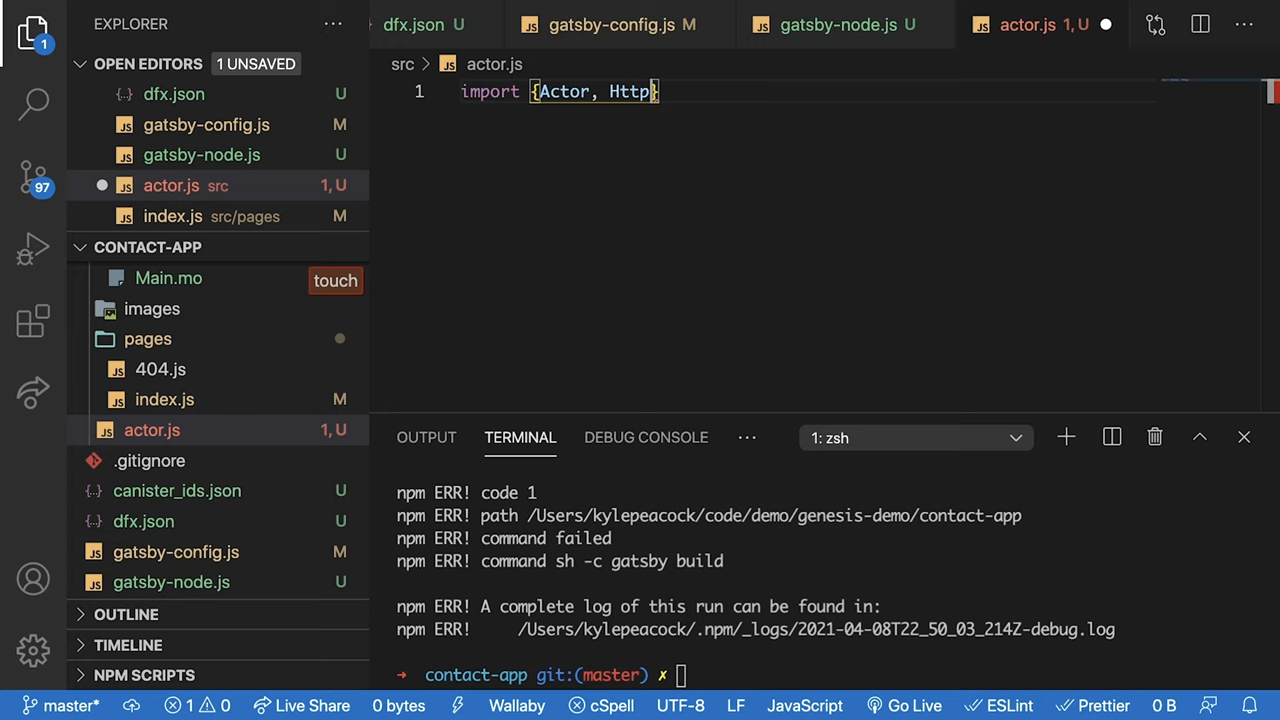 EXPLORER
dfx.json U
gatsby-config.js M
gatsby-node.js U
actor.js 1, U
1
OPEN EDITORS 1 UNSAVED
dfx.json U
gatsby-config.js M
gatsby-node.js U
actor.js src 1, U
index.js src/pages M
97
CONTACT-APP
Main.mo touch
images
pages
404.js
index.js M
actor.js 1, U
.gitignore
canister_ids.json U
dfx.json U
gatsby-config.js M
gatsby-node.js U
OUTLINE
TIMELINE
NPM SCRIPTS
src > actor.js
1 import {Actor, Http}
OUTPUT TERMINAL DEBUG CONSOLE 1: zsh
npm ERR! code 1
npm ERR! path /Users/kylepeacock/code/demo/genesis-demo/contact-app
npm ERR! command failed
npm ERR! command sh -c gatsby build
npm ERR! A complete log of this run can be found in:
npm ERR!     /Users/kylepeacock/.npm/_logs/2021-04-08T22_50_03_214Z-debug.log
→ contact-app git:(master) ✗
master* 1 0 Live Share 0 bytes Wallaby cSpell UTF-8 LF JavaScript Go Live ESLint Prettier 0 B